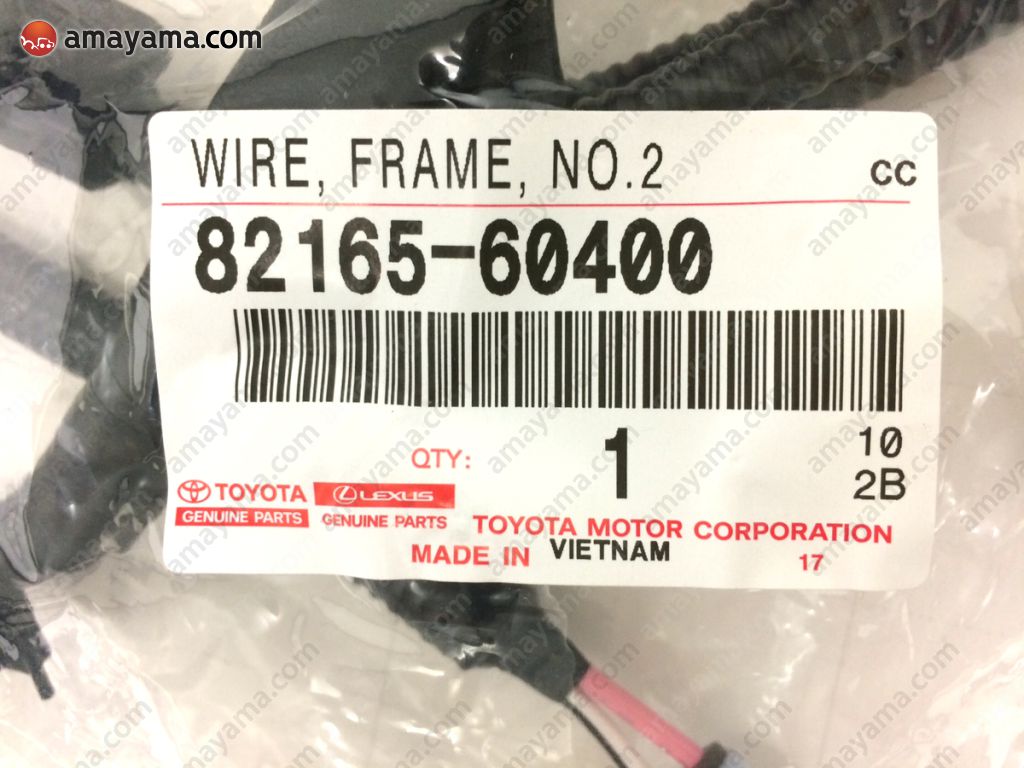 amayama.com
WIRE, FRAME, NO.2 CC
82165-60400
QTY: 1 10
2B
TOYOTA LEXUS
GENUINE PARTS GENUINE PARTS
TOYOTA MOTOR CORPORATION
MADE IN VIETNAM 17